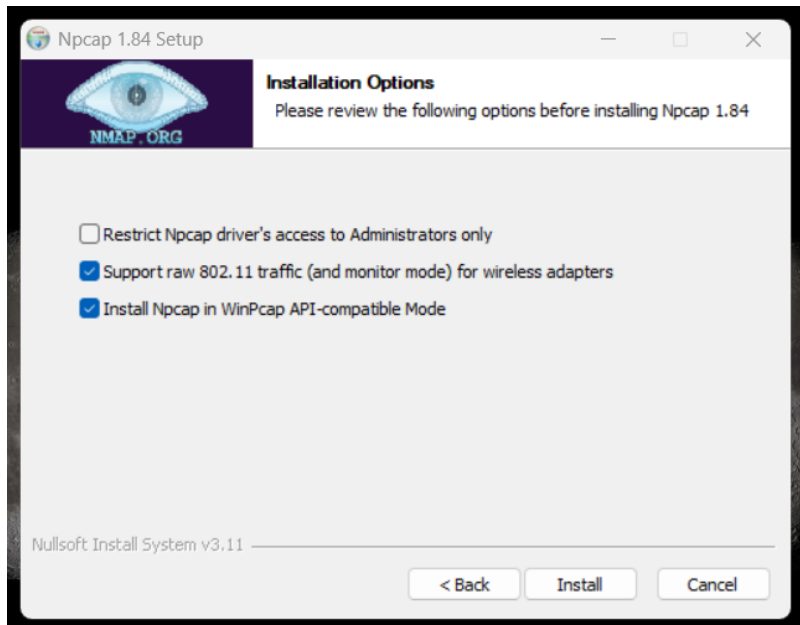 Npcap 1.84 Setup
NMAP.ORG
Installation Options
Please review the following options before installing Npcap 1.84
Restrict Npcap driver's access to Administrators only
Support raw 802.11 traffic (and monitor mode) for wireless adapters
Install Npcap in WinPcap API-compatible Mode
Nullsoft Install System v3.11
< Back Install Cancel